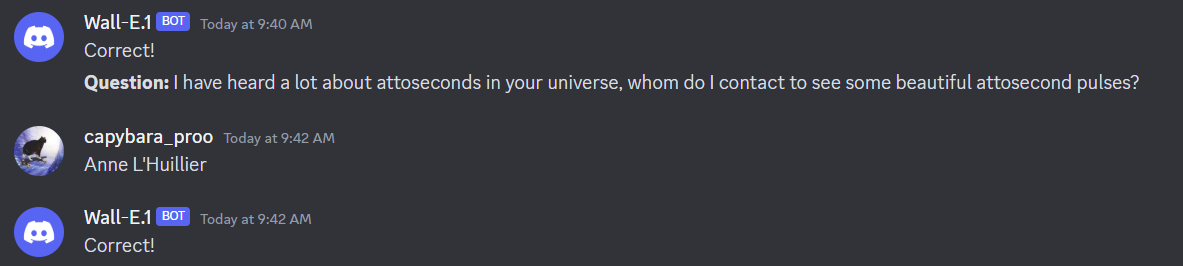 Wall-E.1 BOT Today at 9:40 AM
Correct!
Question: I have heard a lot about attoseconds in your universe, whom do I contact to see some beautiful attosecond pulses?
capybara_proo Today at 9:42 AM
Anne L'Huillier
Wall-E.1 BOT Today at 9:42 AM
Correct!